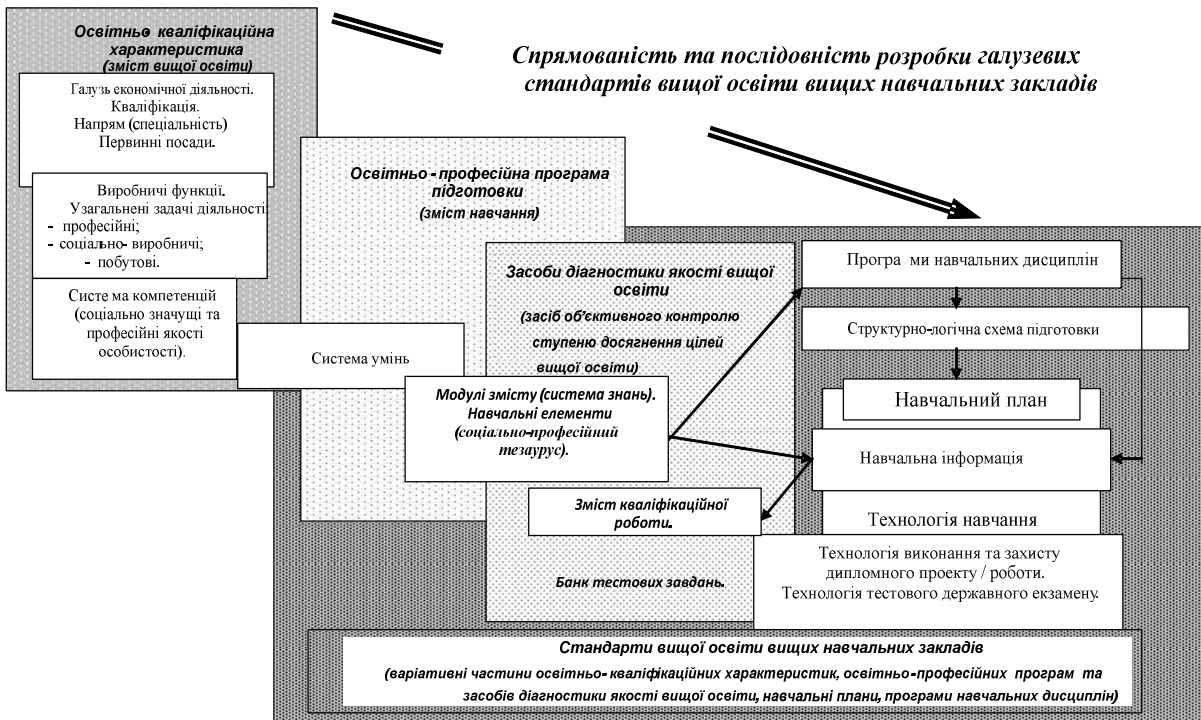 Освітньо кваліфікаційна
характеристика
(зміст вищої освіти)
Галузь економічної діяльності.
Кваліфікація.
Напрям (спеціальність)
Первинні посади.
Виробничі функції.
Узагальнені задачі діяльності:
- професійні;
- соціально- виробничі;
- побутові.
Систе ма компетенцій
(соціально значущі та
професійні якості
особистості).
Система умінь
Спрямованість та послідовність розробки галузевих
стандартів вищої освіти вищих навчальних закладів
Освітньо - професійна програма
підготовки
(зміст навчання)
Засоби діагностики якості вищої
освіти
(засіб об’єктивного контролю
ступеню досягнення цілей
вищої освіти)
Модулі змісту (система знань).
Навчальні елементи
(соціально-професійний
тезаурус).
Зміст кваліфікаційної
роботи.
Банк тестових завдань.
Програ ми навчальних дисциплін
Структурно-логічна схема підготовки
Навчальний план
Навчальна інформація
Технологія навчання
Технологія виконання та захисту
дипломного проекту / роботи.
Технологія тестового державного екзамену.
Стандарти вищої освіти вищих навчальних закладів
(варіативні частини освітньо- кваліфікаційних характеристик, освітньо-професійних програм та
засобів діагностики якості вищої освіти, навчальні плани, програми навчальних дисциплін)